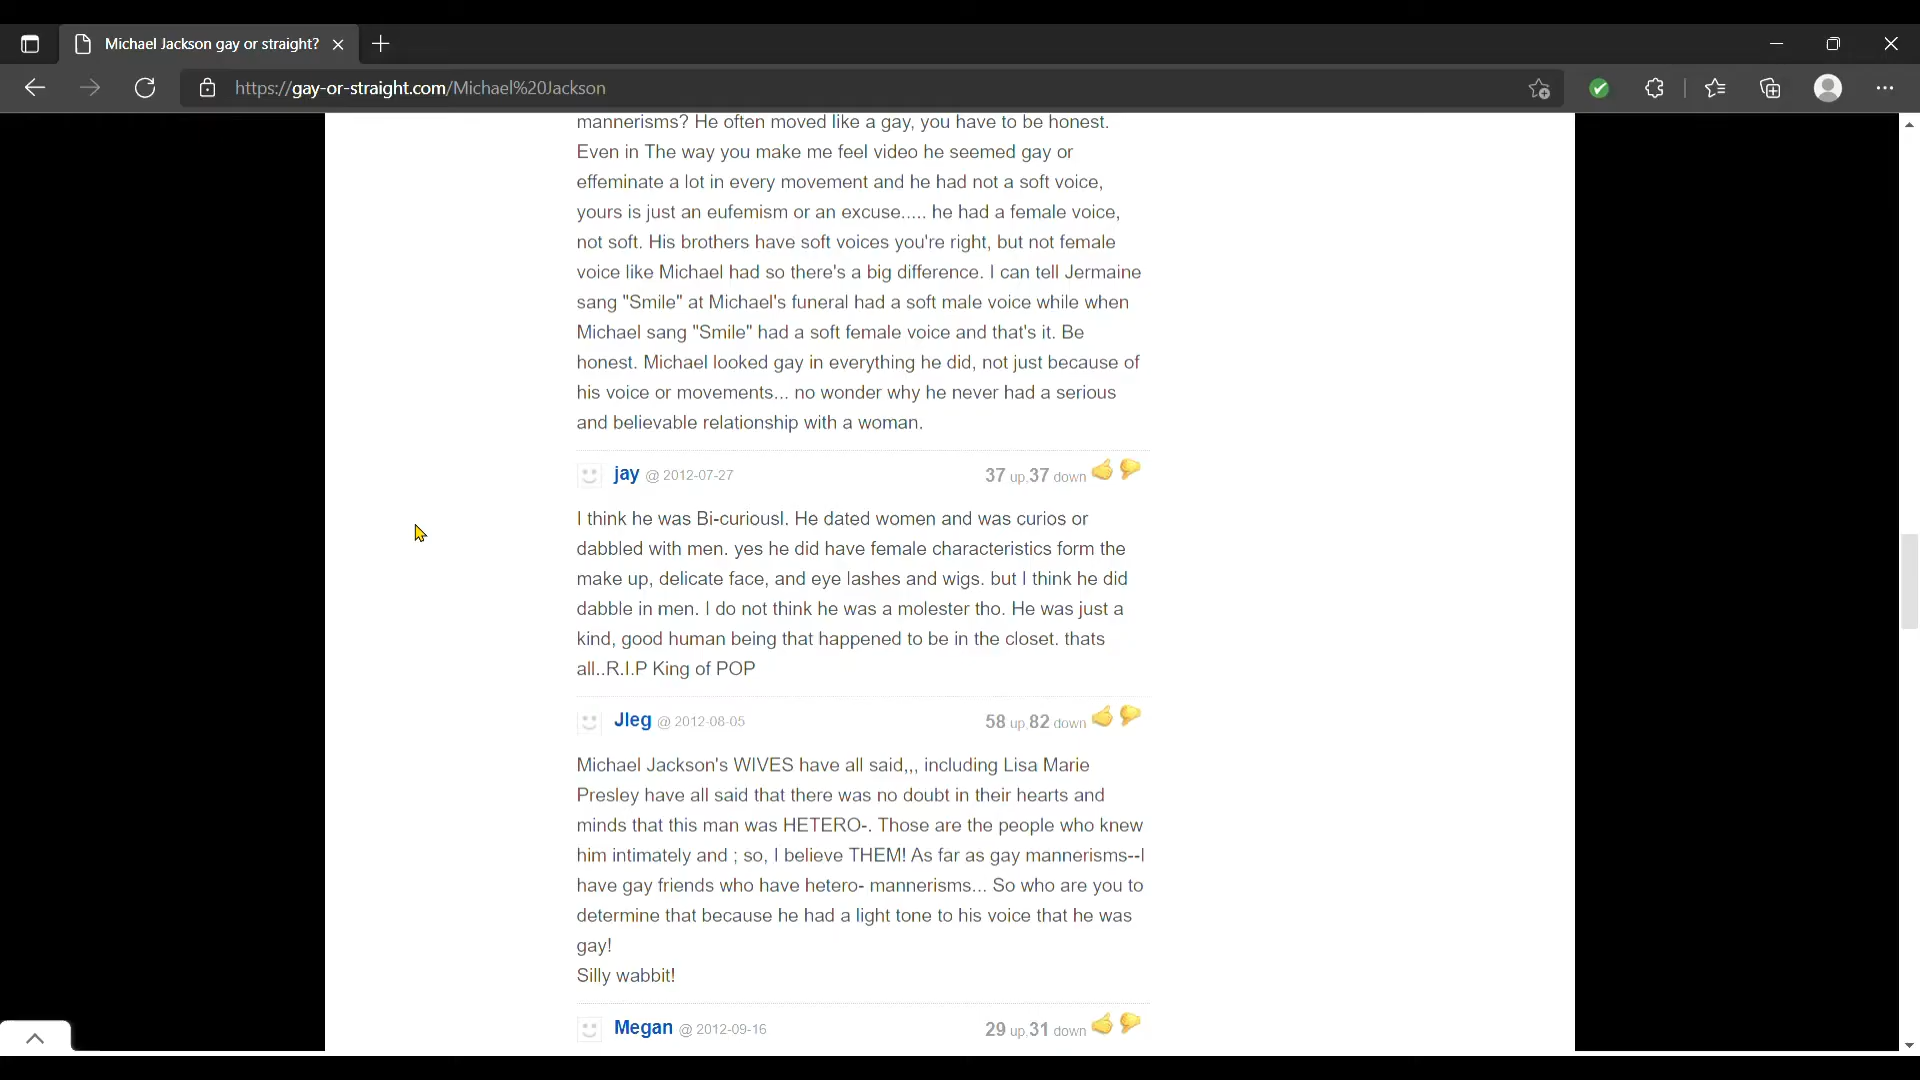 Michael Jackson gay or straight?
https://gay-or-straight.com/Michael%20Jackson
mannerisms? He often moved like a gay, you have to be honest.
Even in The way you make me feel video he seemed gay or
effeminate a lot in every movement and he had not a soft voice,
yours is just an eufemism or an excuse..... he had a female voice,
not soft. His brothers have soft voices you're right, but not female
voice like Michael had so there's a big difference. I can tell Jermaine
sang "Smile" at Michael's funeral had a soft male voice while when
Michael sang "Smile" had a soft female voice and that's it. Be
honest. Michael looked gay in everything he did, not just because of
his voice or movements... no wonder why he never had a serious
and believable relationship with a woman.
jay @ 2012-07-27 37 up,37 down
I think he was Bi-curiousl. He dated women and was curios or
dabbled with men. yes he did have female characteristics form the
make up, delicate face, and eye lashes and wigs. but I think he did
dabble in men. I do not think he was a molester tho. He was just a
kind, good human being that happened to be in the closet. thats
all..R.I.P King of POP
Jleg @ 2012-08-05 58 up,82 down
Michael Jackson's WIVES have all said,,, including Lisa Marie
Presley have all said that there was no doubt in their hearts and
minds that this man was HETERO-. Those are the people who knew
him intimately and ; so, I believe THEM! As far as gay mannerisms--I
have gay friends who have hetero- mannerisms... So who are you to
determine that because he had a light tone to his voice that he was
gay!
Silly wabbit!
Megan @ 2012-09-16 29 up,31 down